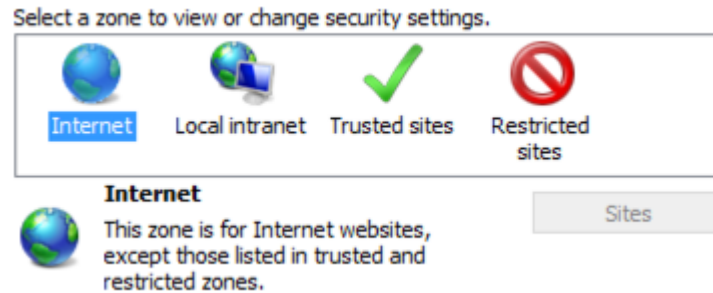 Select a zone to view or change security settings.
Internet
Local intranet
Trusted sites
Restricted
sites
Internet
Sites
This zone is for Internet websites,
except those listed in trusted and
restricted zones.